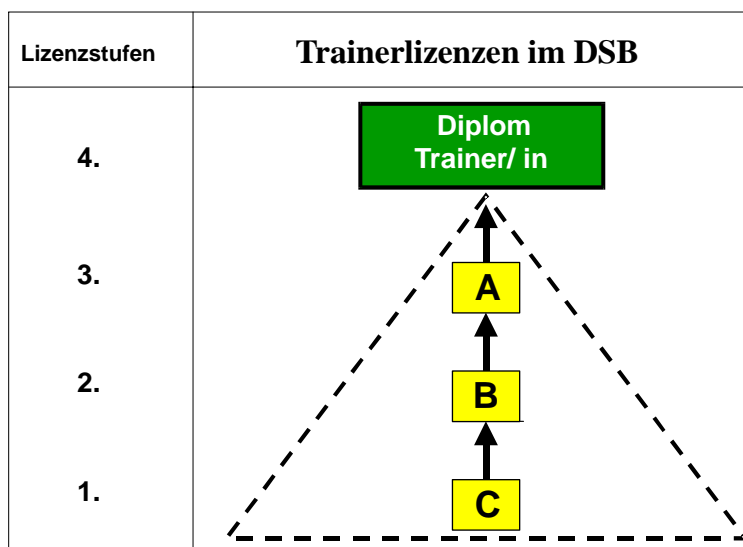 Lizenzstufen
Trainerlizenzen im DSB
Diplom
Trainer/ in
4.
3.
A
2.
B
1.
C